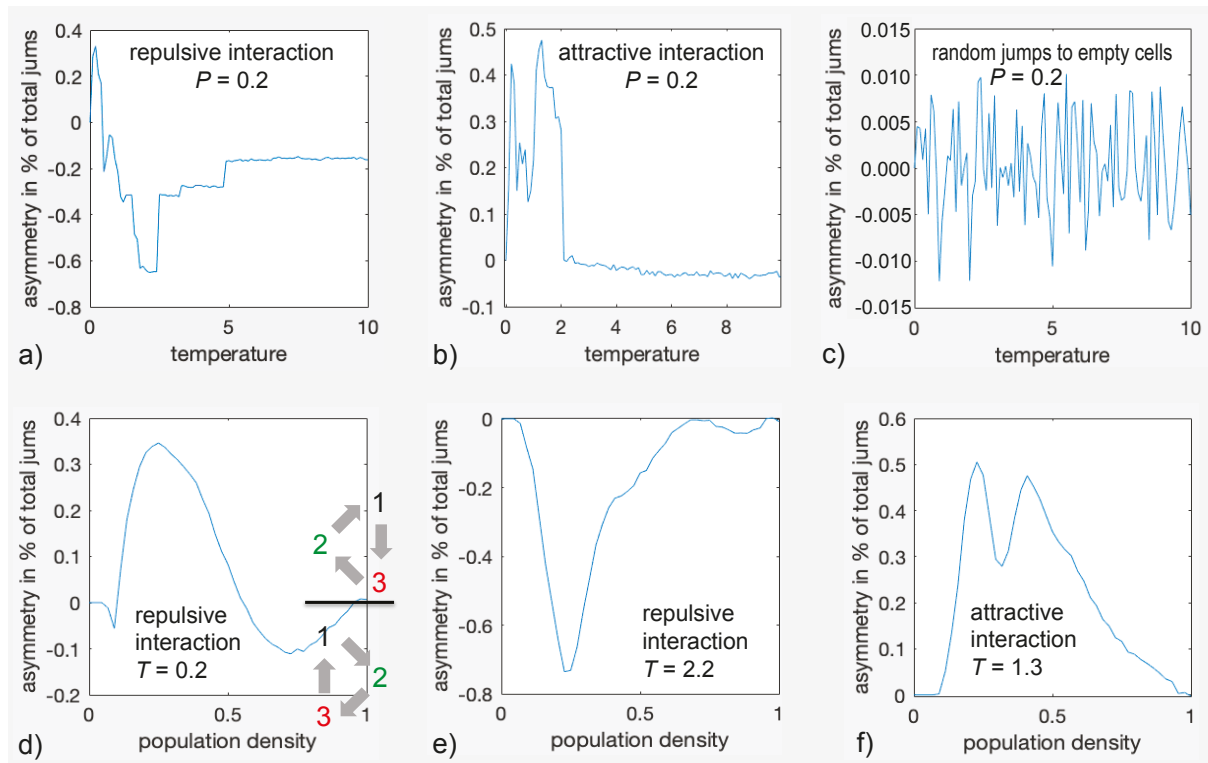 asymmetry in % of total jums
0.4
0.2
0
-0.2
-0.4
-0.6
-0.8
repulsive interaction
P = 0.2
0
5
10
temperature
a)
asymmetry in % of total jums
0.5
0.4
0.3
0.2
0.1
0
-0.1
attractive interaction
P = 0.2
0
2
4
6
8
temperature
b)
asymmetry in % of total jums
0.015
0.010
0.005
0.000
-0.005
-0.010
-0.015
random jumps to empty cells
P = 0.2
0
5
10
temperature
c)
asymmetry in % of total jums
0.4
0.3
0.2
0.1
0
-0.1
-0.2
1
2
3
repulsive
interaction
T = 0.2
1
2
3
0
0.5
1
population density
d)
asymmetry in % of total jums
0
-0.2
-0.4
-0.6
-0.8
repulsive
interaction
T = 2.2
0
0.5
1
population density
e)
asymmetry in % of total jums
0.6
0.5
0.4
0.3
0.2
0.1
0
attractive
interaction
T = 1.3
0
0.5
1
population density
f)